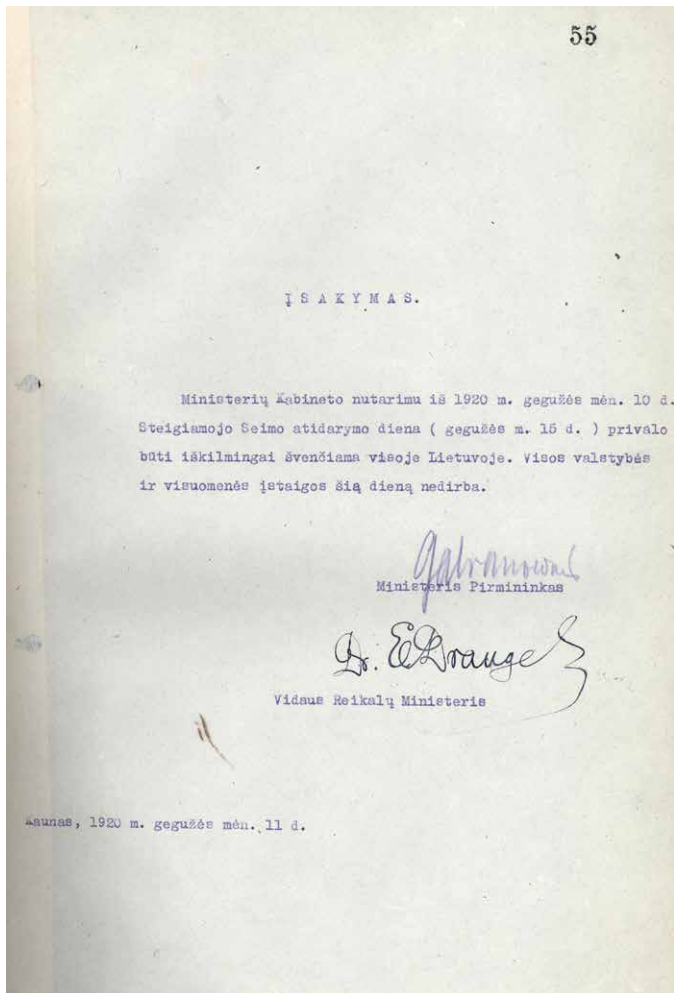 55
ĮSAKYMAS.
Ministerių Kabineto nutarimu iš 1920 m. gegužės mėn. 10 d.
Steigiamojo Seimo atidarymo diena ( gegužės m. 15 d. ) privalo
būti iškilmingai švenčiama visoje Lietuvoje. Visos valstybės
ir visuomenės įstaigos šią dieną nedirba.
Ministeris Pirmininkas
Dr. E
Vidaus Reikalų Ministeris
Kaunas, 1920 m. gegužės mėn. 11 d.